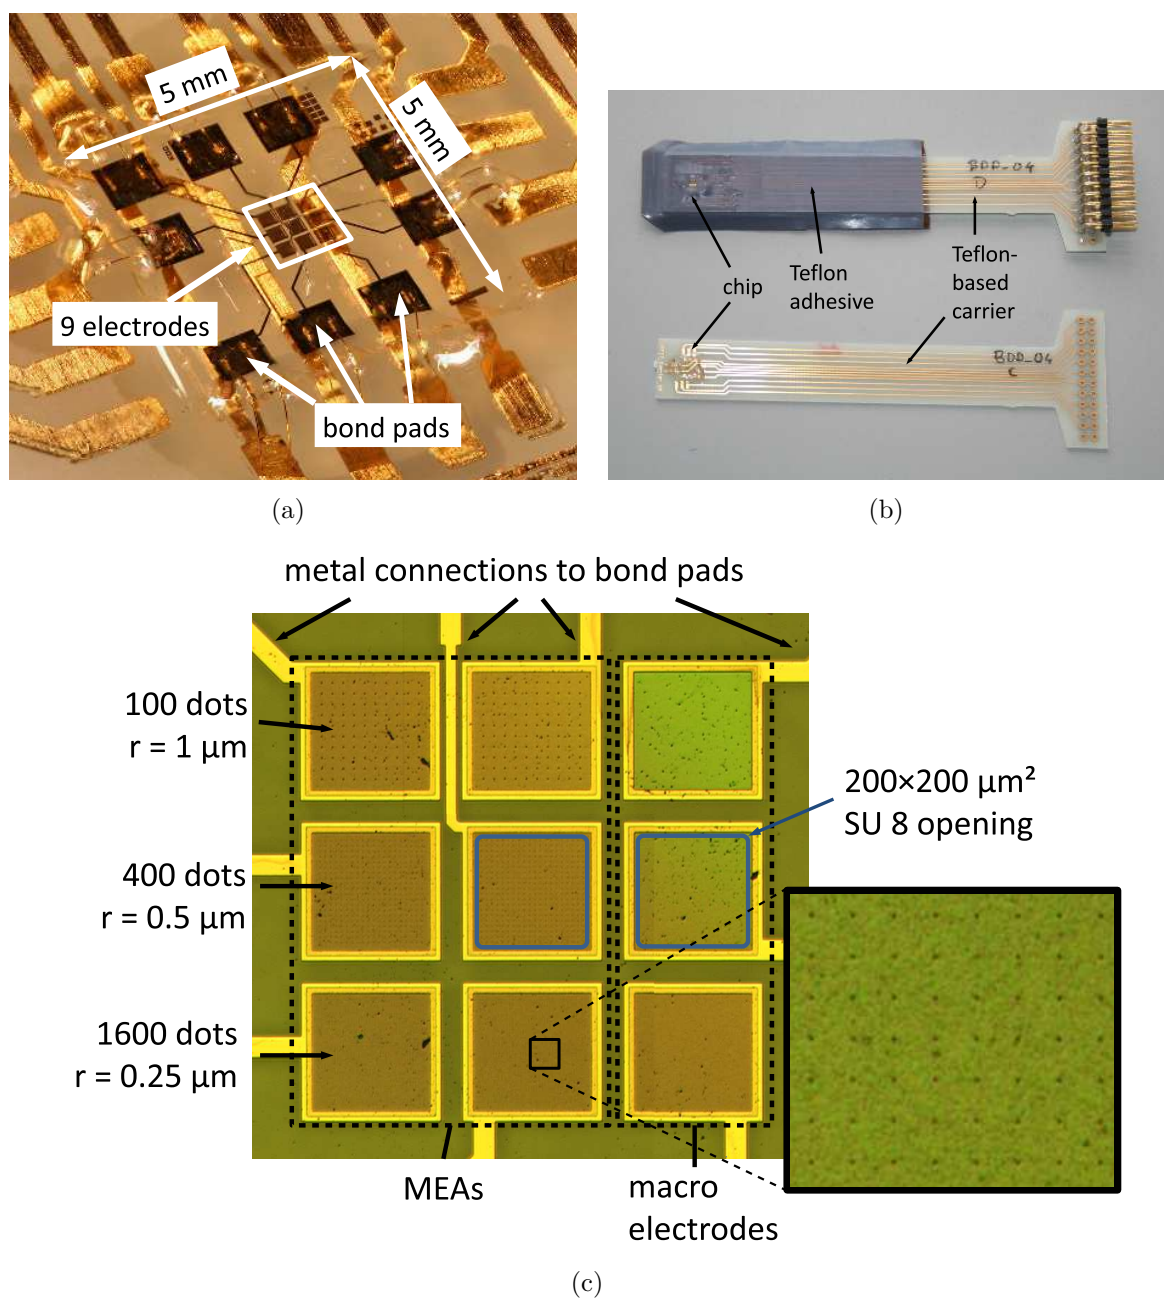 5 mm
5 mm
9 electrodes
bond pads
(a)
BDD_04
D
chip
Teflon
adhesive
Teflon-
based
carrier
BDD_04
C
(b)
metal connections to bond pads
100 dots
r = 1 µm
400 dots
r = 0.5 µm
1600 dots
r = 0.25 µm
200×200 µm²
SU 8 opening
MEAs
macro
electrodes
(c)